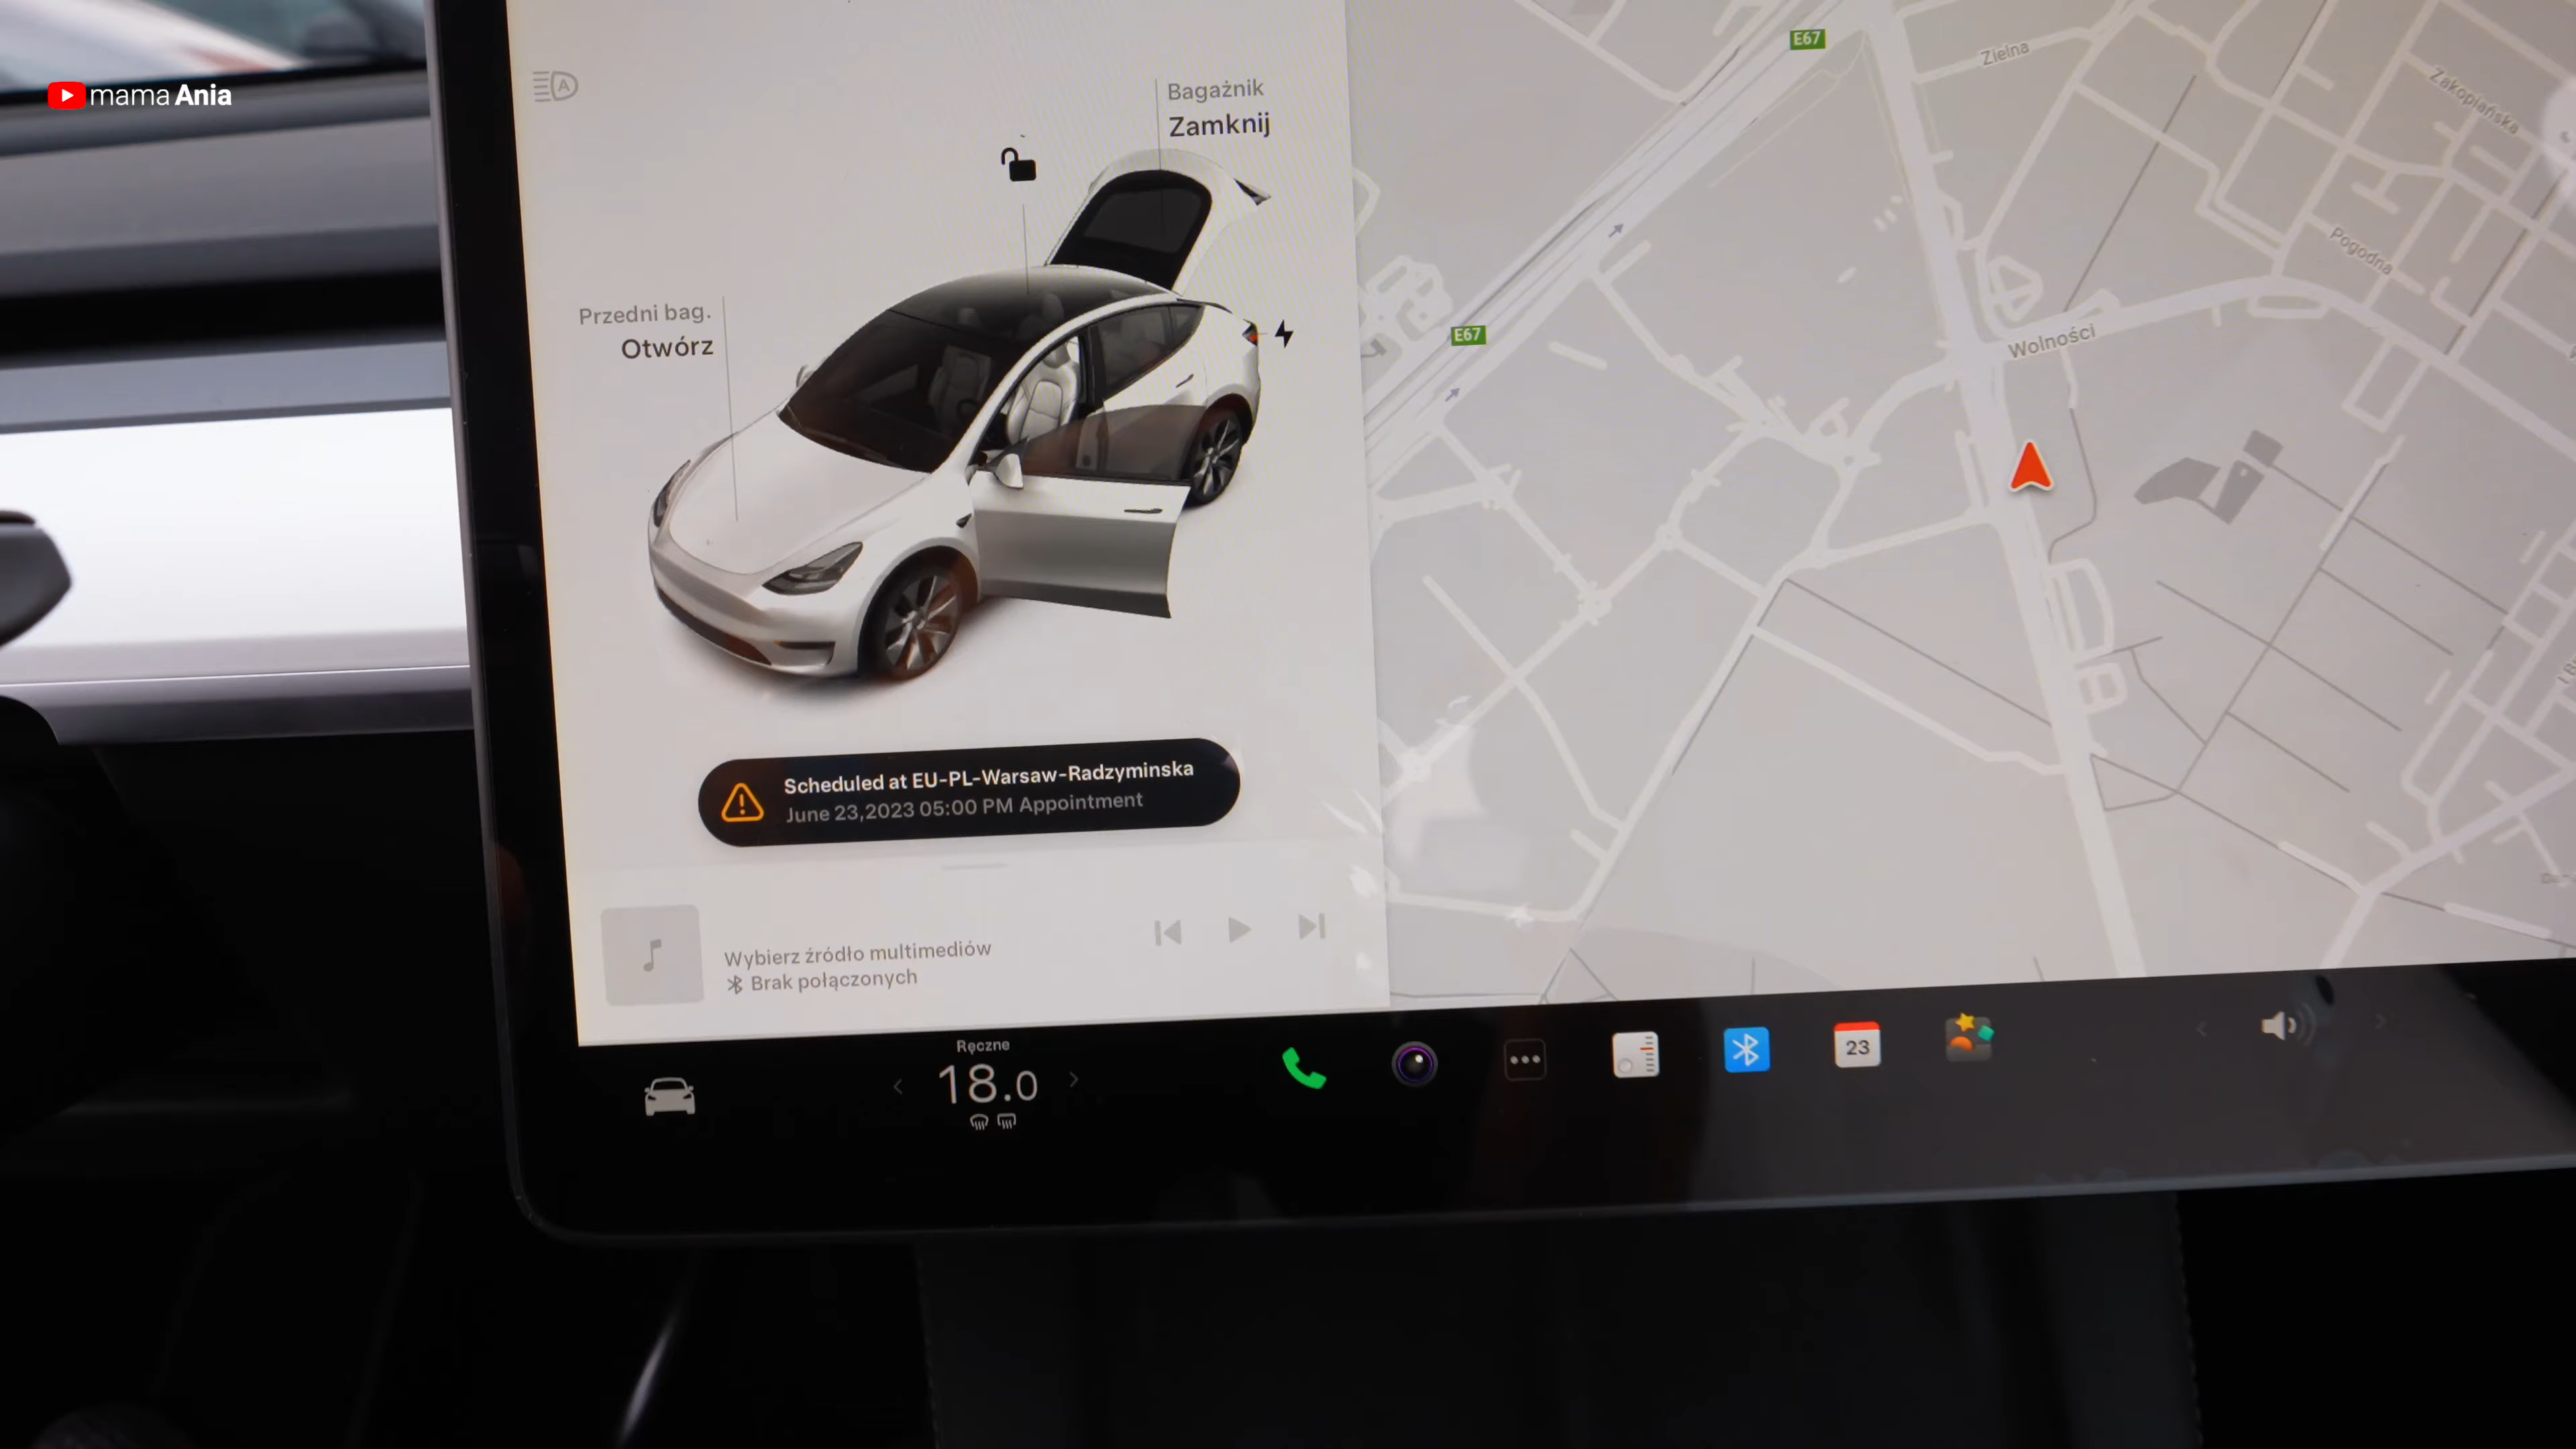 mama Ania
Bagażnik
Zamknij
Przedni bag.
Otwórz
A
E67
Zielna
Zakopiańska
Pogodna
E67
Wolności
Scheduled at EU-PL-Warsaw-Radzyminska
June 23,2023 05:00 PM Appointment
Wybierz źródło multimediów
Brak połączonych
Ręczne
18.0
23